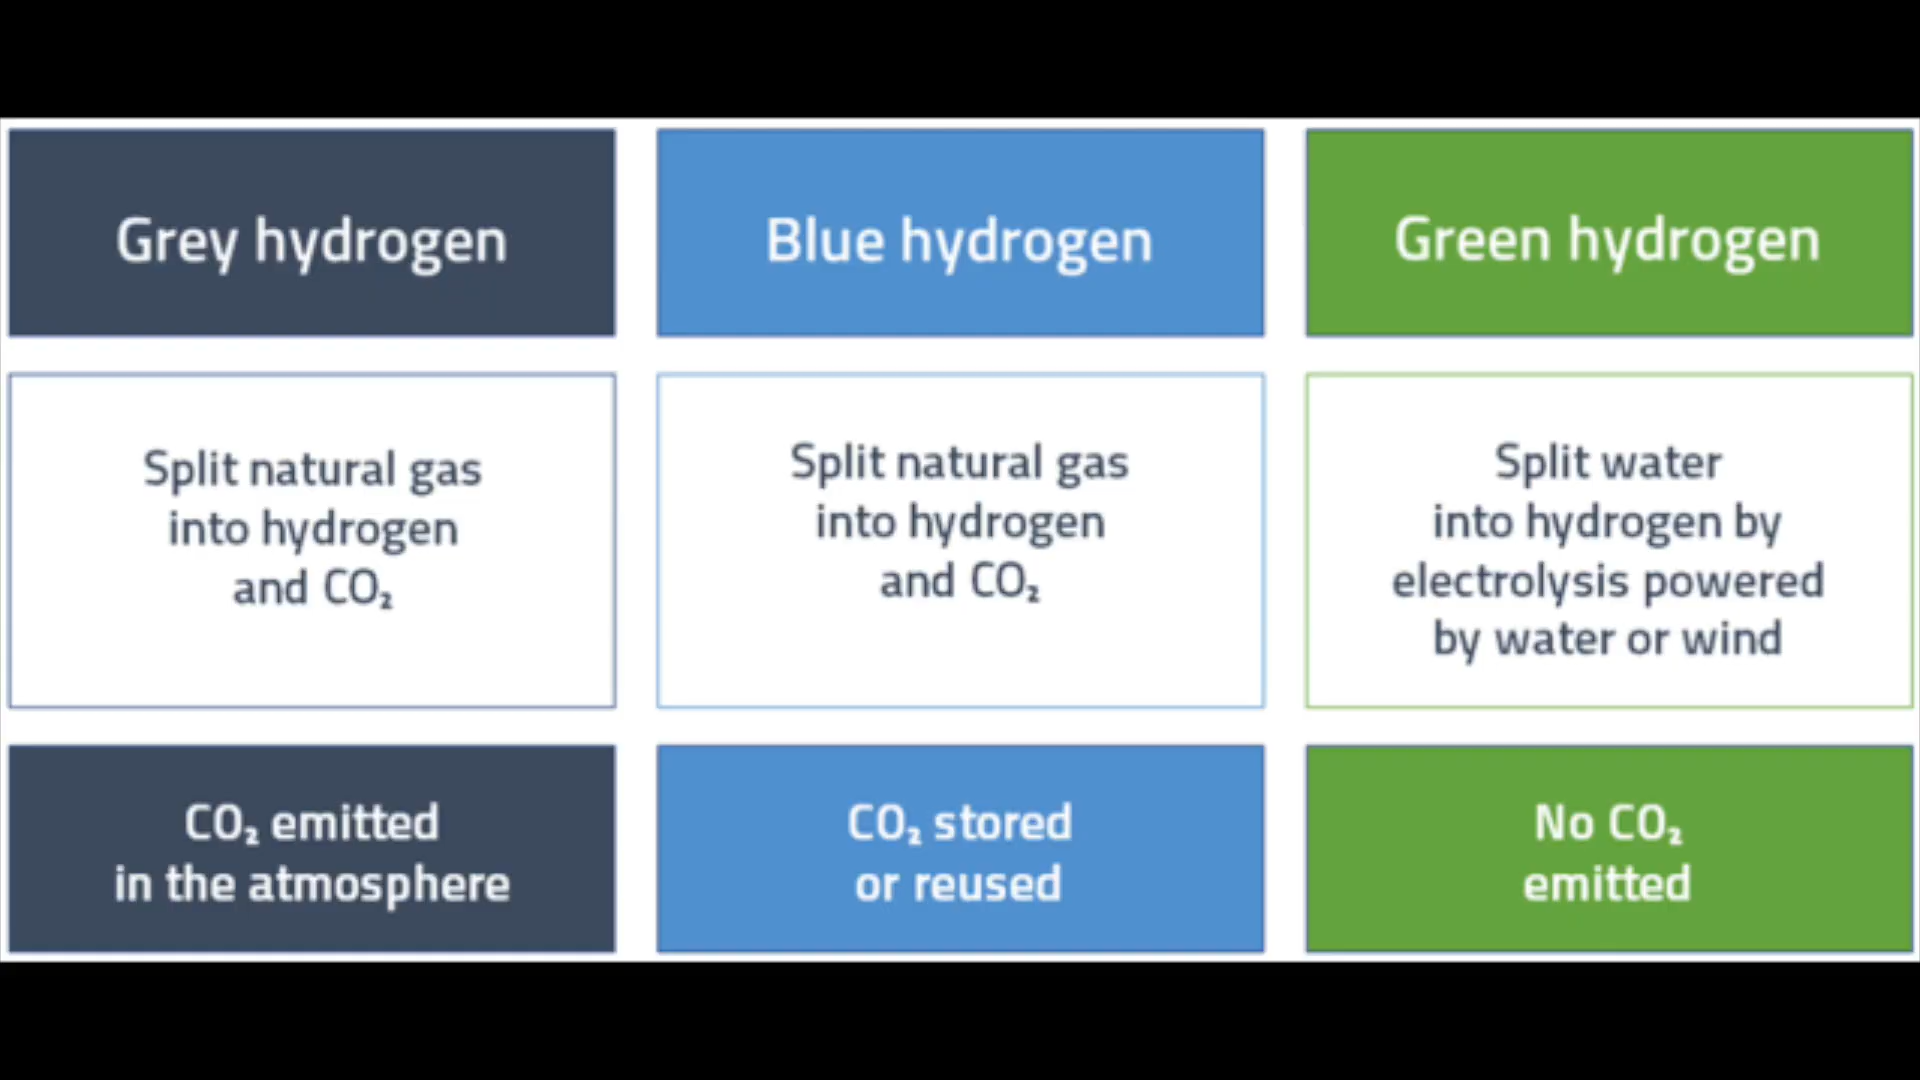 Grey hydrogen
Blue hydrogen
Green hydrogen
Split natural gas
into hydrogen
and CO₂
Split natural gas
into hydrogen
and CO₂
Split water
into hydrogen by
electrolysis powered
by water or wind
CO₂ emitted
in the atmosphere
CO₂ stored
or reused
No CO₂
emitted